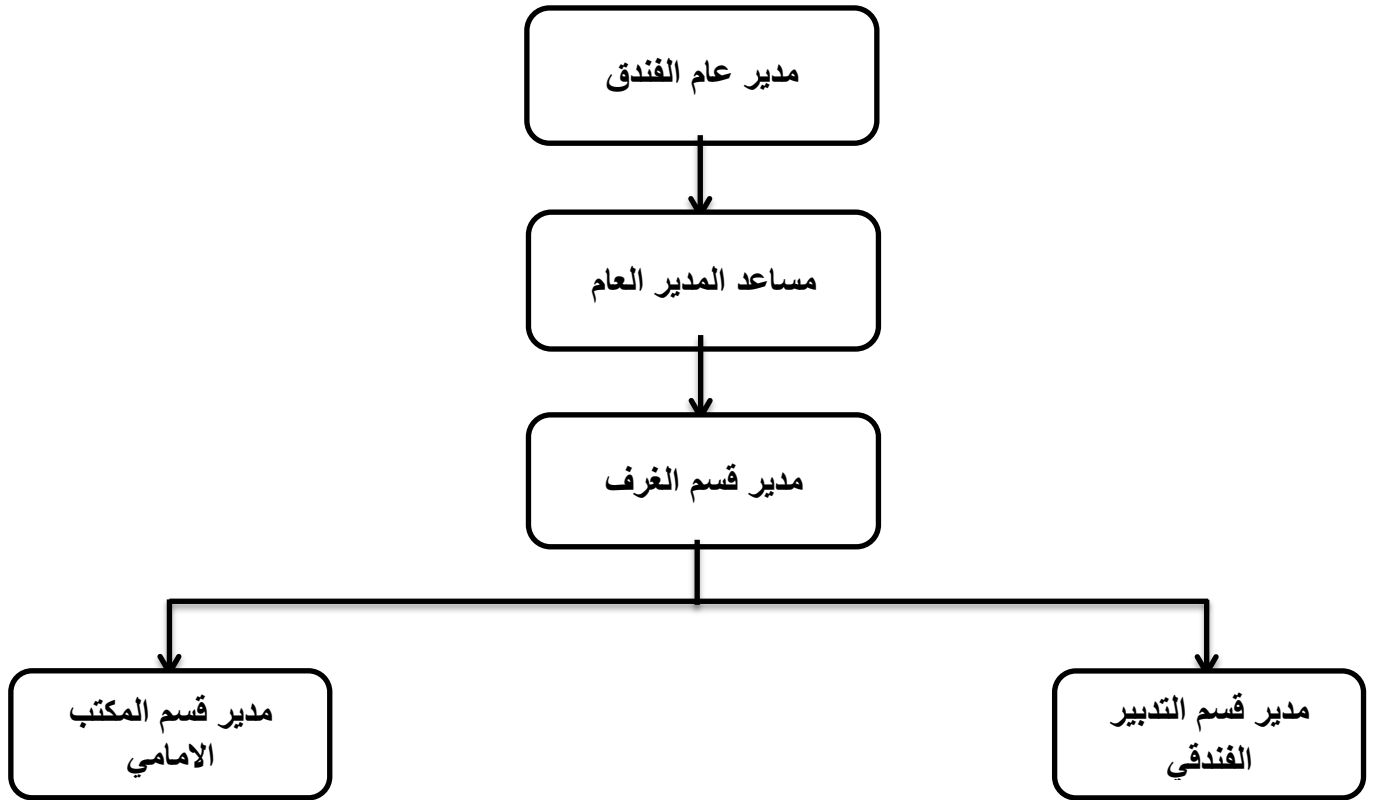 مدير عام الفندق
مساعد المدير العام
مدير قسم الغرف
مدير قسم التدبير
الفندقي
مدير قسم المكتب
الامامي